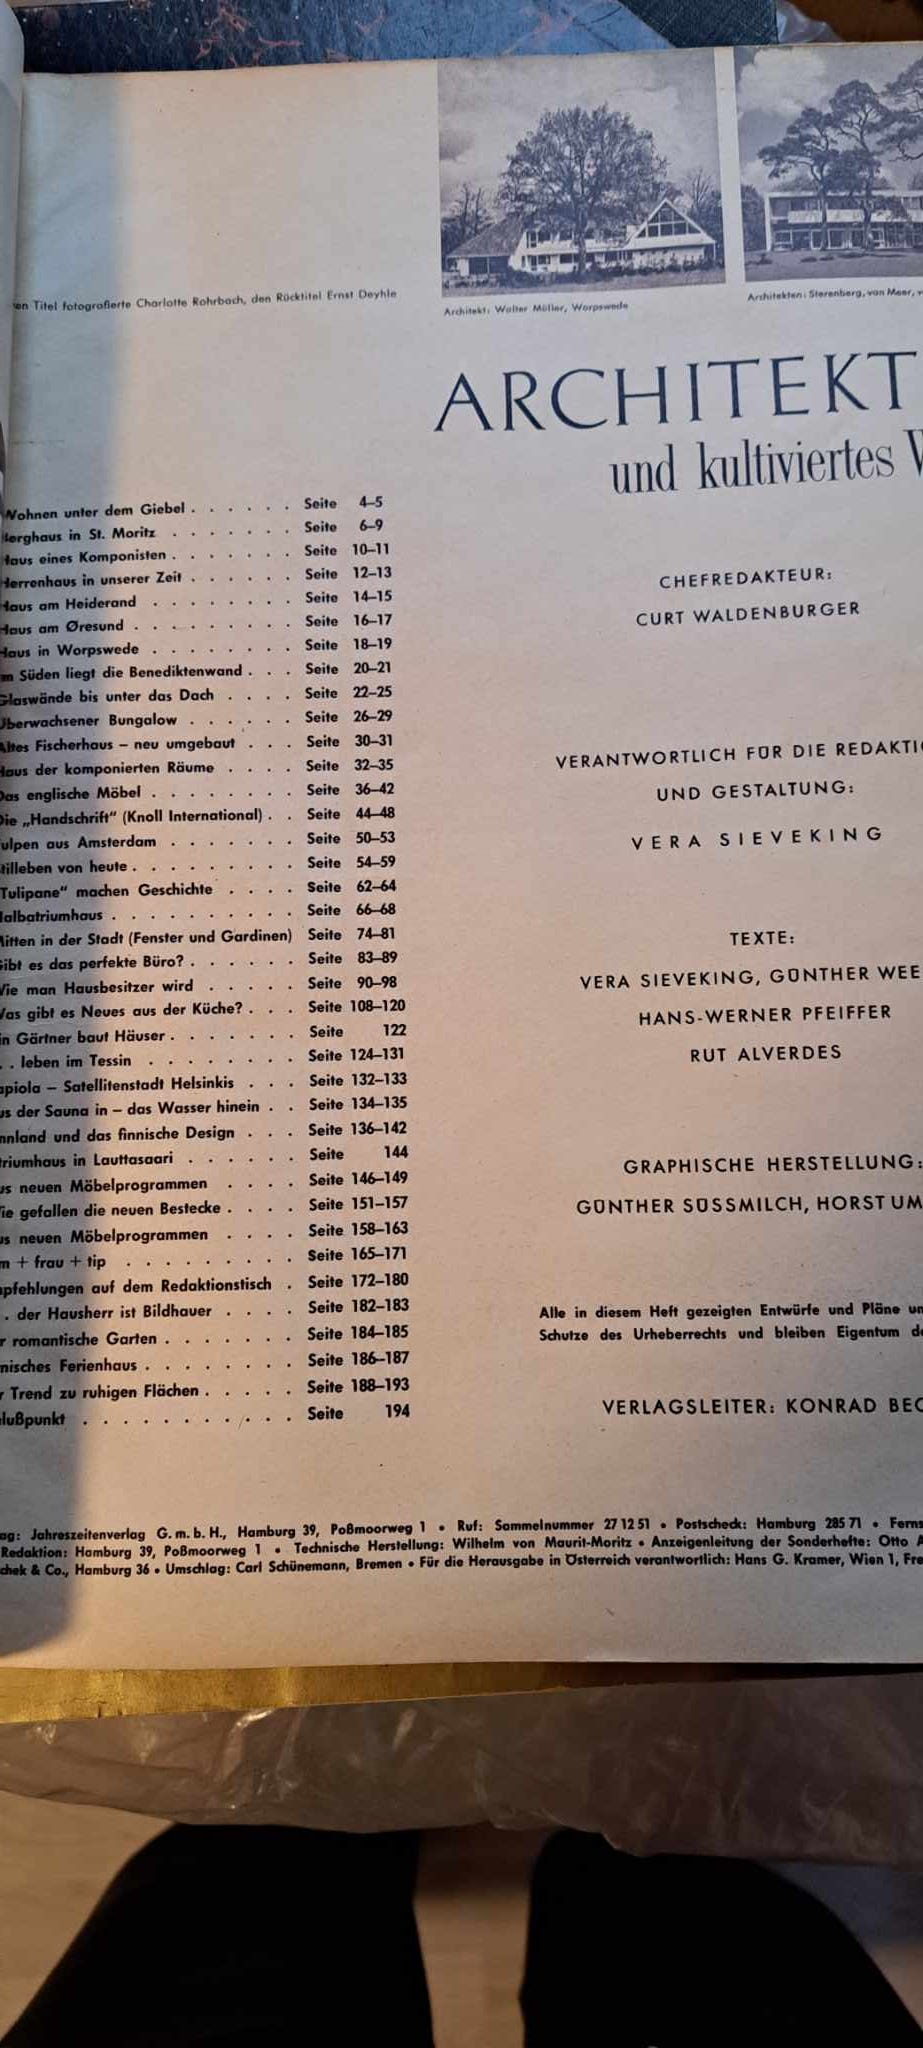 en Titel fotografierte Charlotte Rohrbach, den Rücktitel Ernst Deyhle
Architekt: Walter Müller, Worpswede
Architekten: Sterenberg, van Meer, v
ARCHITEKT
und kultiviertes W
Wohnen unter dem Giebel . . . . . . Seite 4–5
Berghaus in St. Moritz . . . . . . . Seite 6–9
Haus eines Komponisten . . . . . . . Seite 10–11
Herrenhaus in unserer Zeit . . . . . . Seite 12–13
Haus am Heiderand . . . . . . . . Seite 14–15
Haus am Øresund . . . . . . . . . Seite 16–17
Haus in Worpswede . . . . . . . . Seite 18–19
m Süden liegt die Benediktenwand . . . Seite 20–21
Glaswände bis unter das Dach . . . . Seite 22–25
Überwachsener Bungalow . . . . . . Seite 26–29
Altes Fischerhaus – neu umgebaut . . . Seite 30–31
Haus der komponierten Räume . . . . Seite 32–35
Das englische Möbel . . . . . . . . Seite 36–42
Die „Handschrift“ (Knoll International) . . Seite 44–48
ulpen aus Amsterdam . . . . . . . Seite 50–53
tilleben von heute . . . . . . . . . Seite 54–59
Tulipane“ machen Geschichte . . . . Seite 62–64
Halbatriumhaus . . . . . . . . . . Seite 66–68
Mitten in der Stadt (Fenster und Gardinen) Seite 74–81
Gibt es das perfekte Büro? . . . . . . Seite 83–89
Wie man Hausbesitzer wird . . . . . Seite 90–98
Was gibt es Neues aus der Küche? . . . Seite 108–120
in Gärtner baut Häuser . . . . . . . Seite 122
. . leben im Tessin . . . . . . . . Seite 124–131
apiola – Satellitenstadt Helsinkis . . . Seite 132–133
us der Sauna in – das Wasser hinein . . Seite 134–135
nnland und das finnische Design . . . Seite 136–142
triumhaus in Lauttasaari . . . . . . Seite 144
us neuen Möbelprogrammen . . . . Seite 146–149
ie gefallen die neuen Bestecke . . . . Seite 151–157
us neuen Möbelprogrammen . . . . Seite 158–163
m + frau + tip . . . . . . . . . Seite 165–171
mpfehlungen auf dem Redaktionstisch . Seite 172–180
. der Hausherr ist Bildhauer . . . . Seite 182–183
r romantische Garten . . . . . . . Seite 184–185
nisches Ferienhaus . . . . . . . . Seite 186–187
r Trend zu ruhigen Flächen . . . . . Seite 188–193
lußpunkt . . . . . . . . . . . Seite 194
CHEFREDAKTEUR:
CURT WALDENBURGER
VERANTWORTLICH FÜR DIE REDAKTIO
UND GESTALTUNG:
VERA SIEVEKING
TEXTE:
VERA SIEVEKING, GÜNTHER WEE
HANS-WERNER PFEIFFER
RUT ALVERDES
GRAPHISCHE HERSTELLUNG:
GÜNTHER SÜSSMILCH, HORST UM
Alle in diesem Heft gezeigten Entwürfe und Pläne un
Schutze des Urheberrechts und bleiben Eigentum de
VERLAGSLEITER: KONRAD BEC
ag: Jahreszeitenverlag G.m.b.H., Hamburg 39, Poßmoorweg 1 • Ruf: Sammelnummer 27 12 51 • Postscheck: Hamburg 285 71 • Ferns
Redaktion: Hamburg 39, Poßmoorweg 1 • Technische Herstellung: Wilhelm von Maurit-Moritz • Anzeigenleitung der Sonderhefte: Otto A
chek & Co., Hamburg 36 • Umschlag: Carl Schünemann, Bremen • Für die Herausgabe in Österreich verantwortlich: Hans G. Kramer, Wien 1, Fre